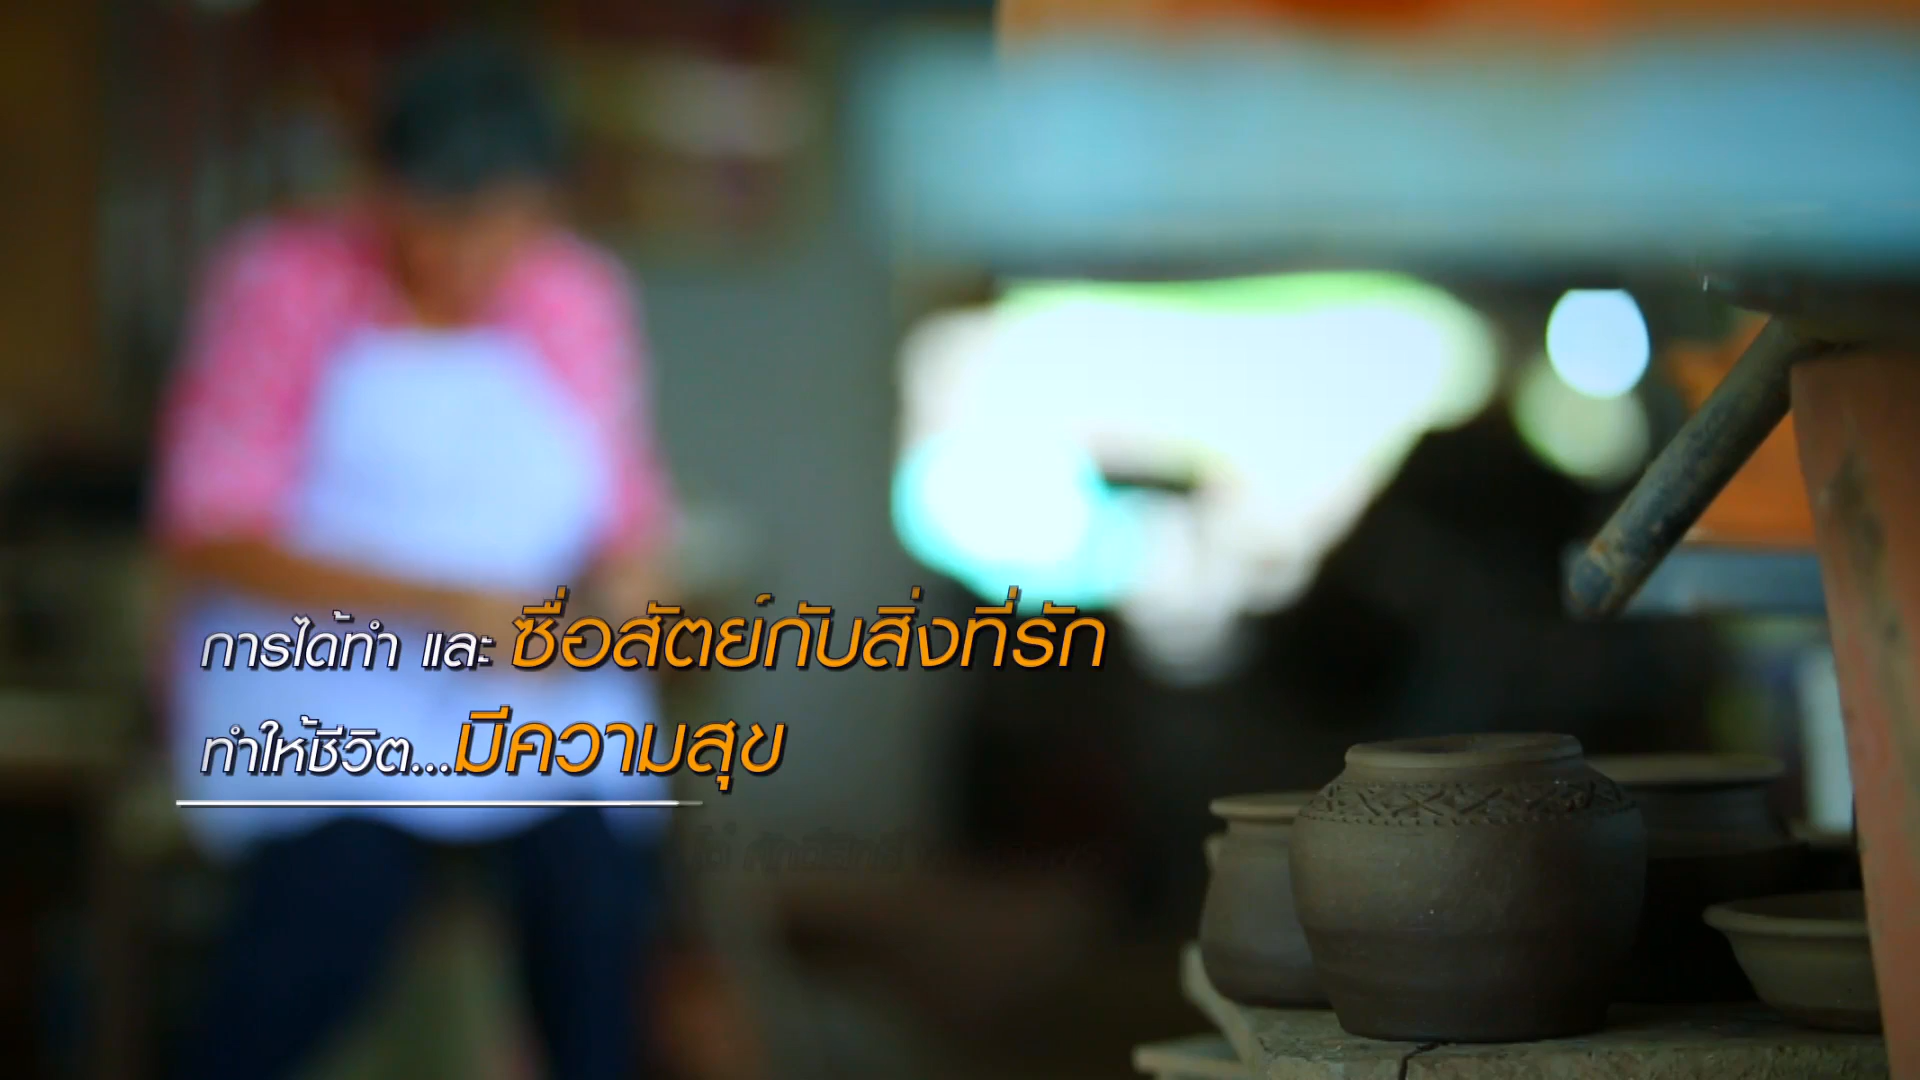 การได้ทำ และ ซื่อสัตย์กับสิ่งที่รัก
ทำให้ชีวิต...มีความสุข